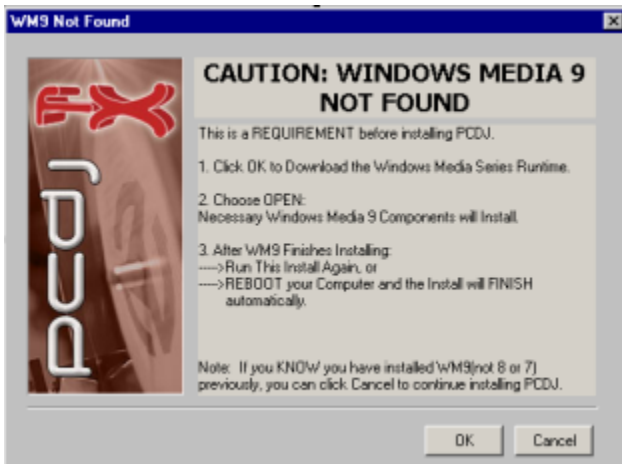 WM9 Not Found
FX
pcdj
CAUTION: WINDOWS MEDIA 9
NOT FOUND
This is a REQUIREMENT before installing PCDJ.
1. Click OK to Download the Windows Media Series Runtime.
2. Choose OPEN:
Necessary Windows Media 9 Components will Install.
3. After WM9 Finishes Installing:
---->Run This Install Again, or
---->REBOOT your Computer and the Install will FINISH
automatically.
Note: If you KNOW you have installed WM9(not 8 or 7)
previously, you can click Cancel to continue installing PCDJ.
OK
Cancel